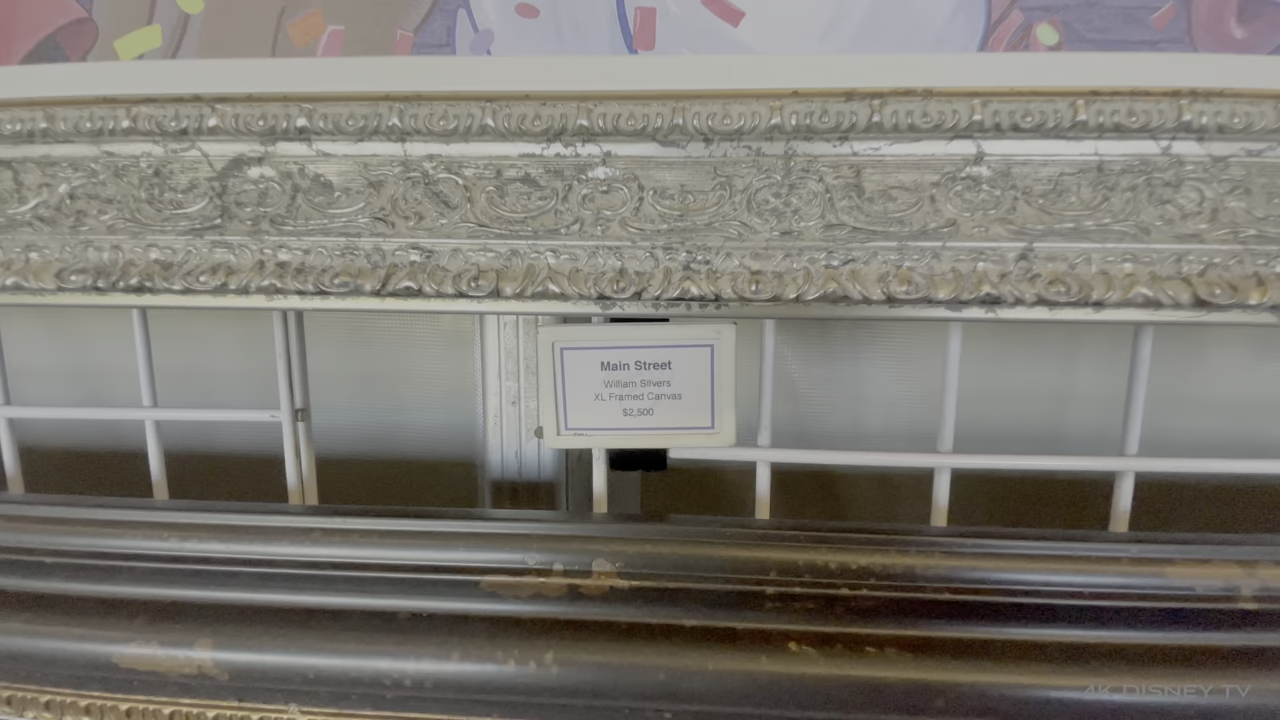 Main Street
William Silvers
XL Framed Canvas
$2,500
4K DISNEY TV